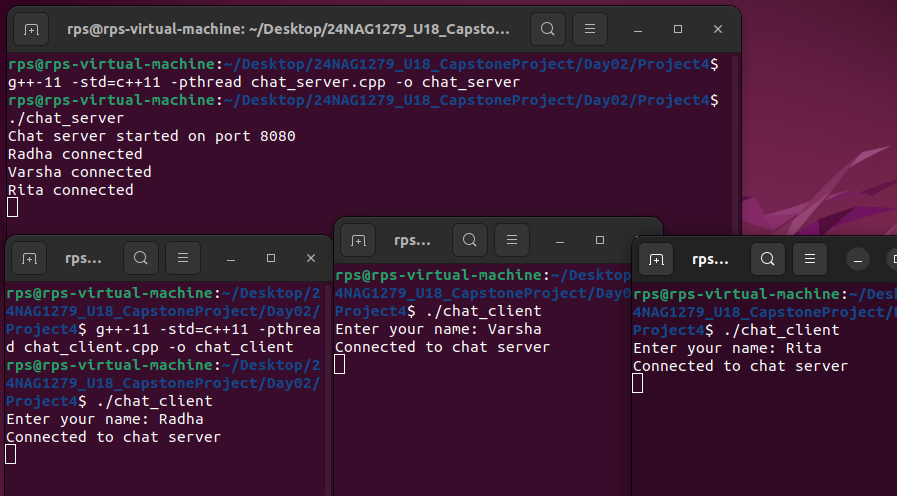 rps@rps-virtual-machine: ~/Desktop/24NAG1279_U18_Capsto...
rps@rps-virtual-machine:~/Desktop/24NAG1279_U18_CapstoneProject/Day02/Project4$
g++-11 -std=c++11 -pthread chat_server.cpp -o chat_server
rps@rps-virtual-machine:~/Desktop/24NAG1279_U18_CapstoneProject/Day02/Project4$
./chat_server
Chat server started on port 8080
Radha connected
Varsha connected
Rita connected
rps...
rps@rps-virtual-machine:~/Desktop/2
4NAG1279_U18_CapstoneProject/Day02/
Project4$ g++-11 -std=c++11 -pthrea
d chat_client.cpp -o chat_client
rps@rps-virtual-machine:~/Desktop/2
4NAG1279_U18_CapstoneProject/Day02/
Project4$ ./chat_client
Enter your name: Radha
Connected to chat server
rps...
rps@rps-virtual-machine:~/Desktop
4NAG1279_U18_CapstoneProject/Day0
Project4$ ./chat_client
Enter your name: Varsha
Connected to chat server
rps...
rps@rps-virtual-machine:~/Des
4NAG1279_U18_CapstoneProject/
Project4$ ./chat_client
Enter your name: Rita
Connected to chat server